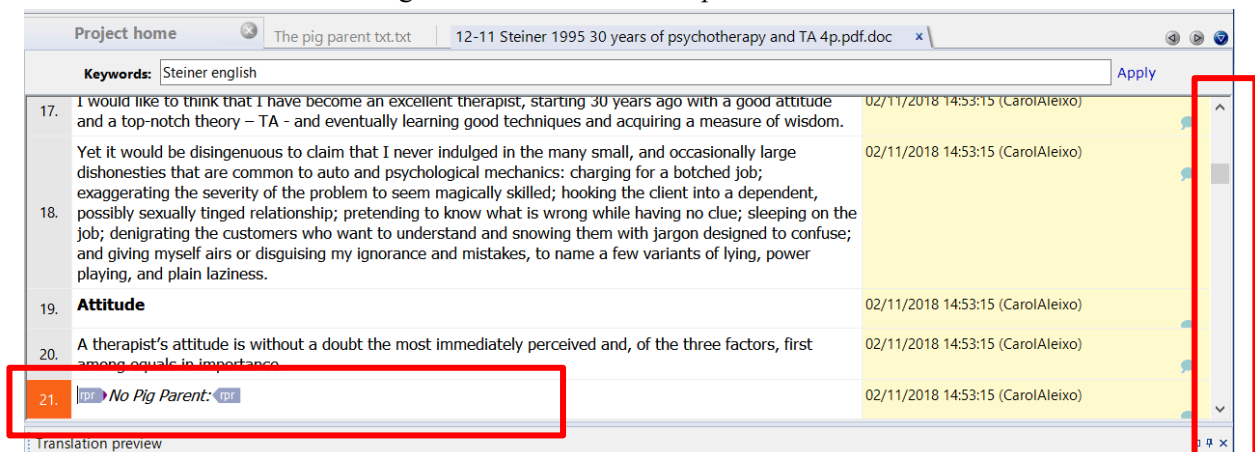 Project home
The pig parent txt.txt
12-11 Steiner 1995 30 years of psychotherapy and TA 4p.pdf.doc x
Keywords: Steiner english Apply
17. I would like to think that I have become an excellent therapist, starting 30 years ago with a good attitude 02/11/2018 14:53:15 (CarolAleixo)
and a top-notch theory – TA - and eventually learning good techniques and acquiring a measure of wisdom.
Yet it would be disingenuous to claim that I never indulged in the many small, and occasionally large 02/11/2018 14:53:15 (CarolAleixo)
dishonesties that are common to auto and psychological mechanics: charging for a botched job;
exaggerating the severity of the problem to seem magically skilled; hooking the client into a dependent,
18. possibly sexually tinged relationship; pretending to know what is wrong while having no clue; sleeping on the
job; denigrating the customers who want to understand and snowing them with jargon designed to confuse;
and giving myself airs or disguising my ignorance and mistakes, to name a few variants of lying, power
playing, and plain laziness.
19. Attitude 02/11/2018 14:53:15 (CarolAleixo)
20. A therapist's attitude is without a doubt the most immediately perceived and, of the three factors, first 02/11/2018 14:53:15 (CarolAleixo)
among equals in importance
21. rpr No Pig Parent: rpr 02/11/2018 14:53:15 (CarolAleixo)
Translation preview